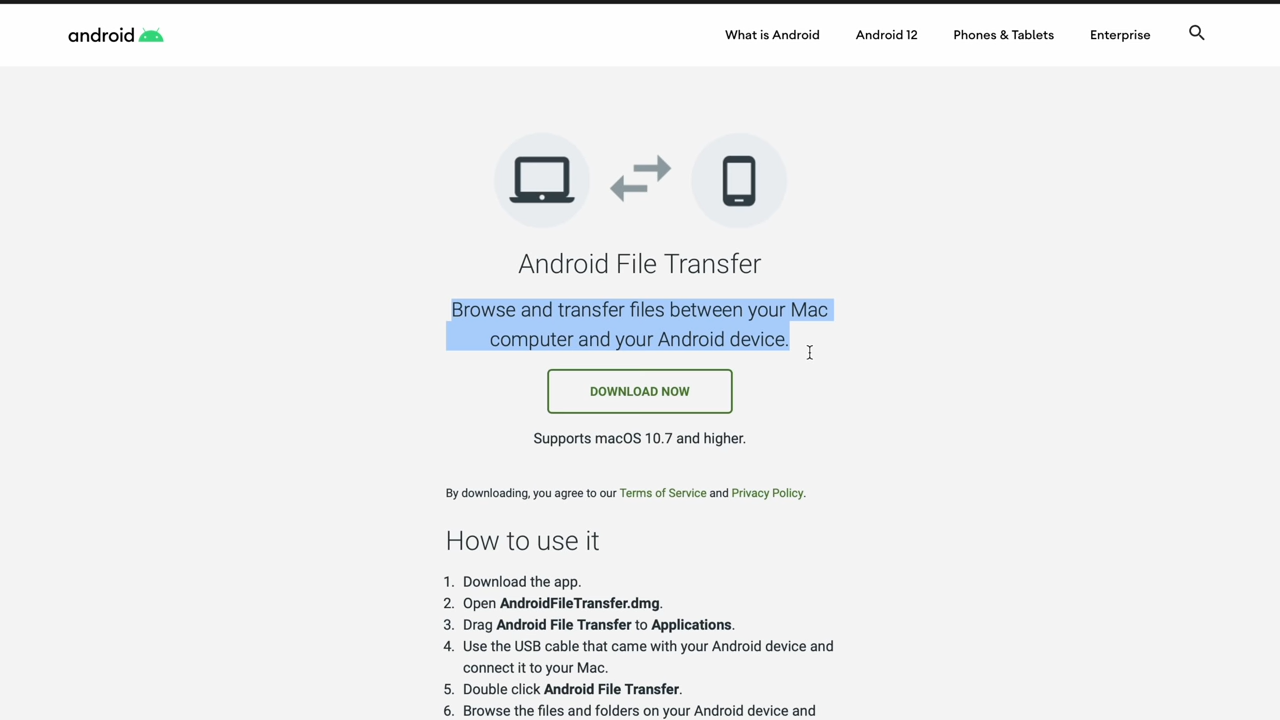 android
What is Android
Android 12
Phones & Tablets
Enterprise
Android File Transfer
Browse and transfer files between your Mac
computer and your Android device.
DOWNLOAD NOW
Supports macOS 10.7 and higher.
By downloading, you agree to our Terms of Service and Privacy Policy.
How to use it
1. Download the app.
2. Open AndroidFileTransfer.dmg.
3. Drag Android File Transfer to Applications.
4. Use the USB cable that came with your Android device and
connect it to your Mac.
5. Double click Android File Transfer.
6. Browse the files and folders on your Android device and